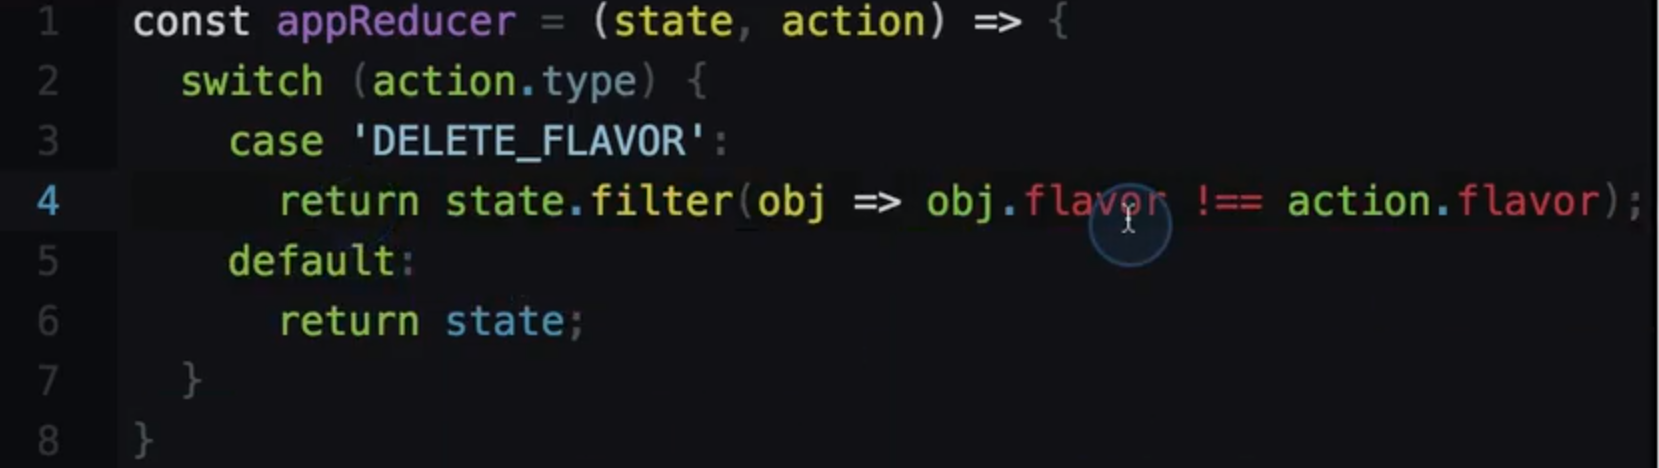 1 const appReducer = (state, action) => {
2 switch (action.type) {
3 case 'DELETE_FLAVOR':
4 return state.filter(obj => obj.flavor !== action.flavor);
5 default:
6 return state;
7 }
8 }